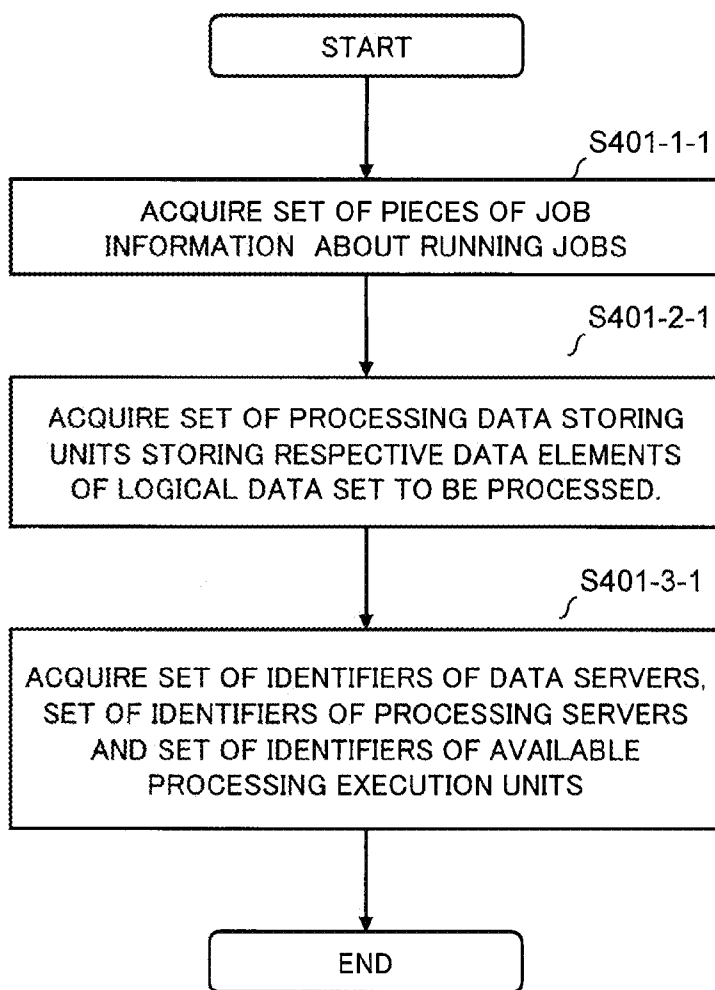 START
S401-1-1
ACQUIRE SET OF PIECES OF JOB
INFORMATION ABOUT RUNNING JOBS
S401-2-1
ACQUIRE SET OF PROCESSING DATA STORING
UNITS STORING RESPECTIVE DATA ELEMENTS
OF LOGICAL DATA SET TO BE PROCESSED.
S401-3-1
ACQUIRE SET OF IDENTIFIERS OF DATA SERVERS,
SET OF IDENTIFIERS OF PROCESSING SERVERS
AND SET OF IDENTIFIERS OF AVAILABLE
PROCESSING EXECUTION UNITS
END